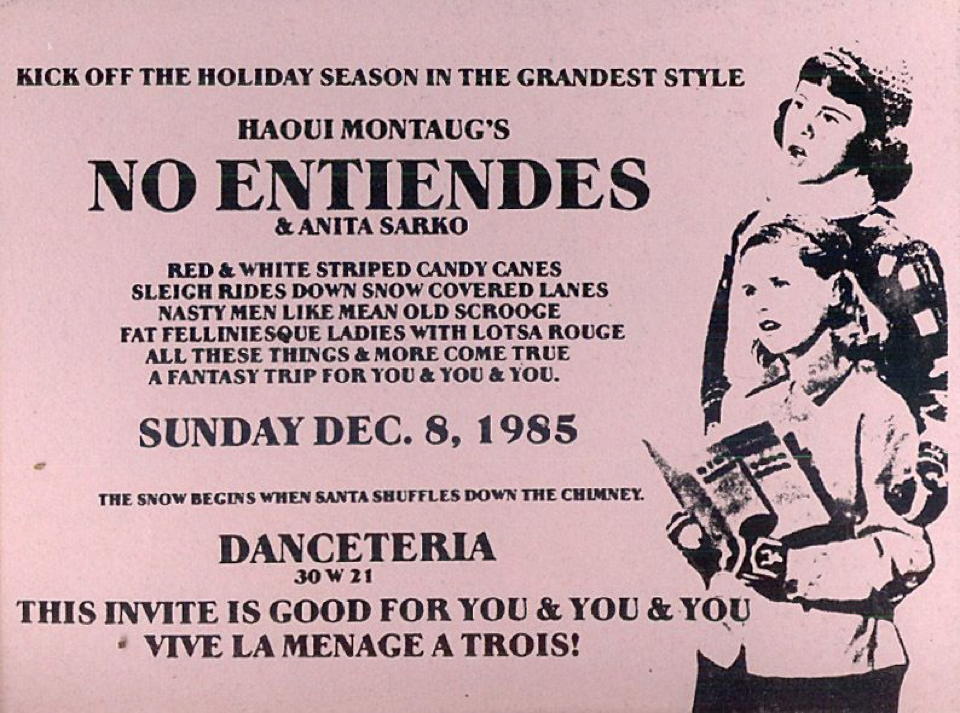 KICK OFF THE HOLIDAY SEASON IN THE GRANDEST STYLE
HAOUI MONTAUG'S
NO ENTIENDES
& ANITA SARKO
RED & WHITE STRIPED CANDY CANES
SLEIGH RIDES DOWN SNOW COVERED LANES
NASTY MEN LIKE MEAN OLD SCROOGE
FAT FELLINIESQUE LADIES WITH LOTSA ROUGE
ALL THESE THINGS & MORE COME TRUE
A FANTASY TRIP FOR YOU & YOU & YOU.
SUNDAY DEC. 8, 1985
THE SNOW BEGINS WHEN SANTA SHUFFLES DOWN THE CHIMNEY.
DANCETERIA
30 W 21
THIS INVITE IS GOOD FOR YOU & YOU & YOU
VIVE LA MENAGE A TROIS!